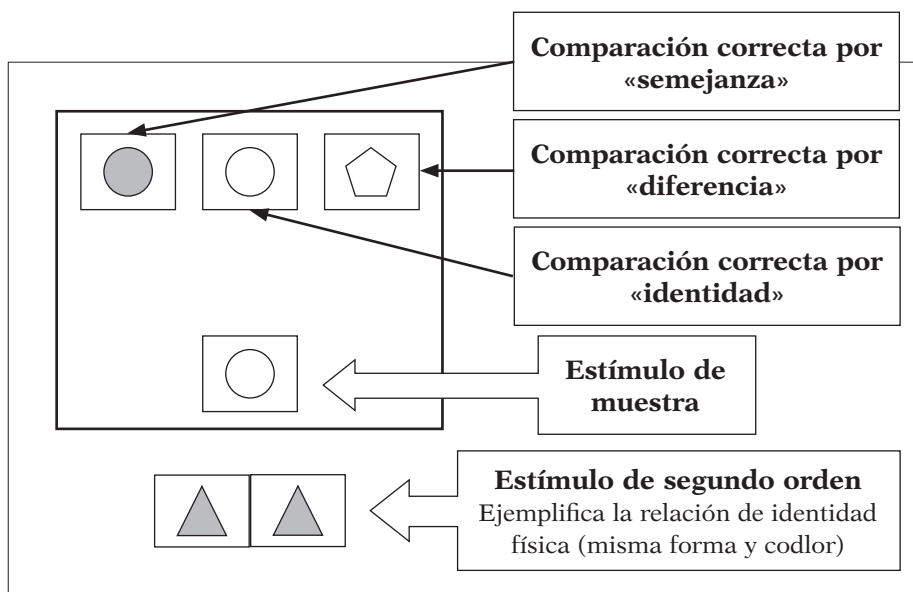 Comparación correcta por
«semejanza»
Comparación correcta por
«diferencia»
Comparación correcta por
«identidad»
Estímulo de
muestra
Estímulo de segundo orden
Ejemplifica la relación de identidad
física (misma forma y codlor)